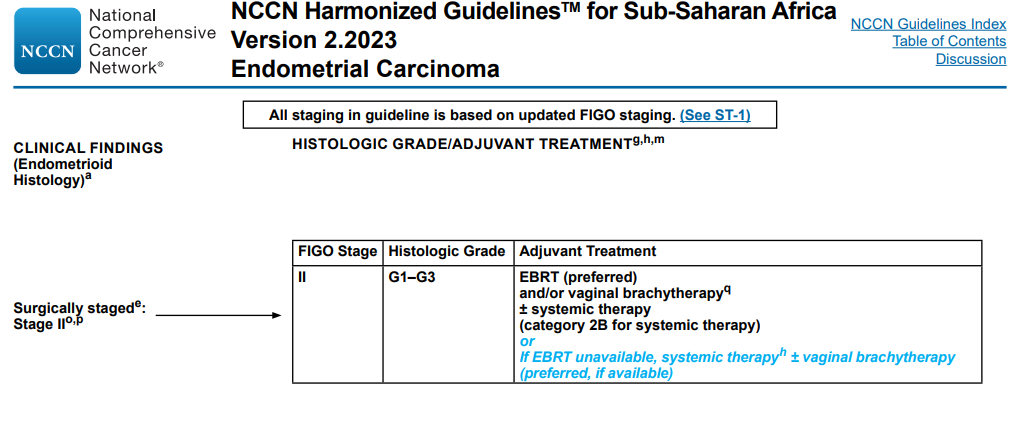 NCCN
National
Comprehensive
Cancer
Network®
NCCN Harmonized Guidelines™ for Sub-Saharan Africa
Version 2.2023
Endometrial Carcinoma
NCCN Guidelines Index
Table of Contents
Discussion
All staging in guideline is based on updated FIGO staging. (See ST-1)
CLINICAL FINDINGS
(Endometrioid
Histology)a
HISTOLOGIC GRADE/ADJUVANT TREATMENTg,h,m
Surgically stagede:
Stage IIo,p
FIGO Stage Histologic Grade Adjuvant Treatment
II G1–G3 EBRT (preferred)
and/or vaginal brachytherapyq
± systemic therapy
(category 2B for systemic therapy)
or
If EBRT unavailable, systemic therapyh ± vaginal brachytherapy
(preferred, if available)